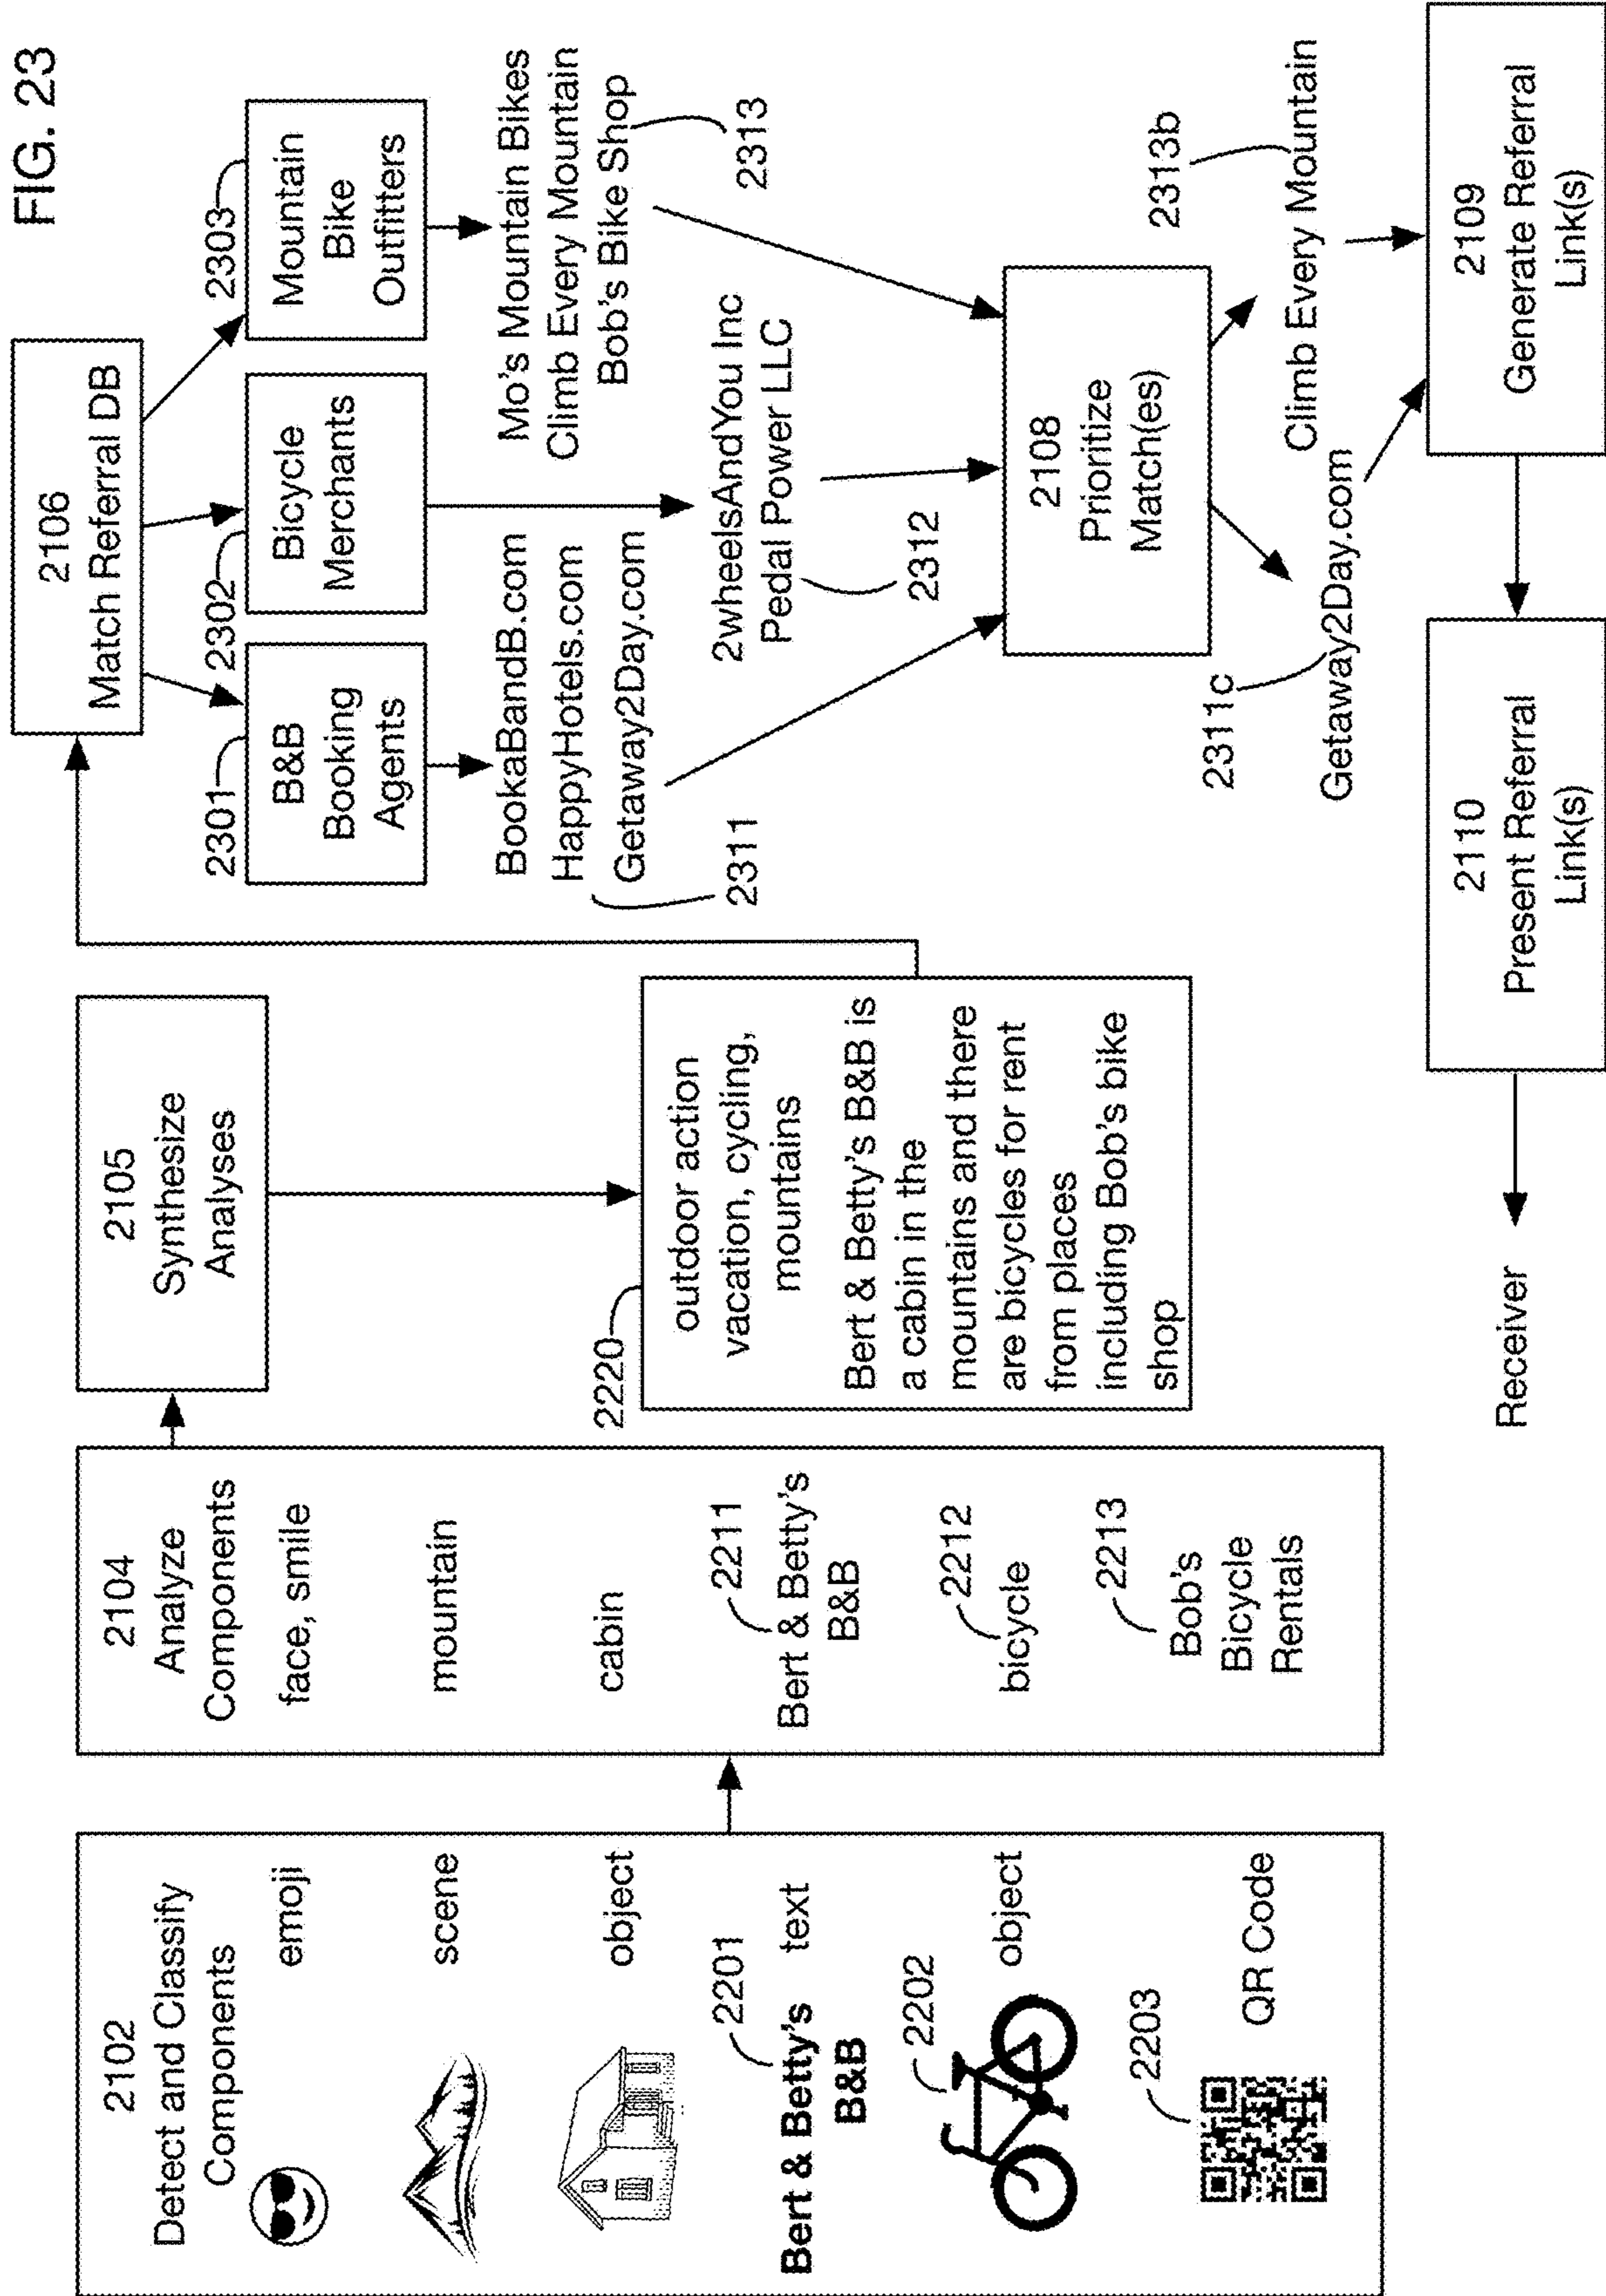 FIG. 23
2102
Detect and Classify
Components
emoji
scene
object
2201
Bert & Betty's
B&B
text
2202
object
2203
QR Code
2104
Analyze
Components
face, smile
mountain
cabin
2211
Bert & Betty's
B&B
2212
bicycle
2213
Bob's
Bicycle
Rentals
2105
Synthesize
Analyses
2220
outdoor action
vacation, cycling,
mountains
Bert & Betty's B&B is
a cabin in the
mountains and there
are bicycles for rent
from places
including Bob's bike
shop
2106
Match Referral DB
2301
B&B
Booking
Agents
2302
Bicycle
Merchants
2303
Mountain
Bike
Outfitters
BookaBandB.com
HappyHotels.com
Getaway2Day.com
2311
2wheelsAndYou Inc
Pedal Power LLC
2312
Mo's Mountain Bikes
Climb Every Mountain
Bob's Bike Shop
2313
2108
Prioritize
Match(es)
2311c
Getaway2Day.com
2313b
Climb Every Mountain
2109
Generate Referral
Link(s)
2110
Present Referral
Link(s)
Receiver